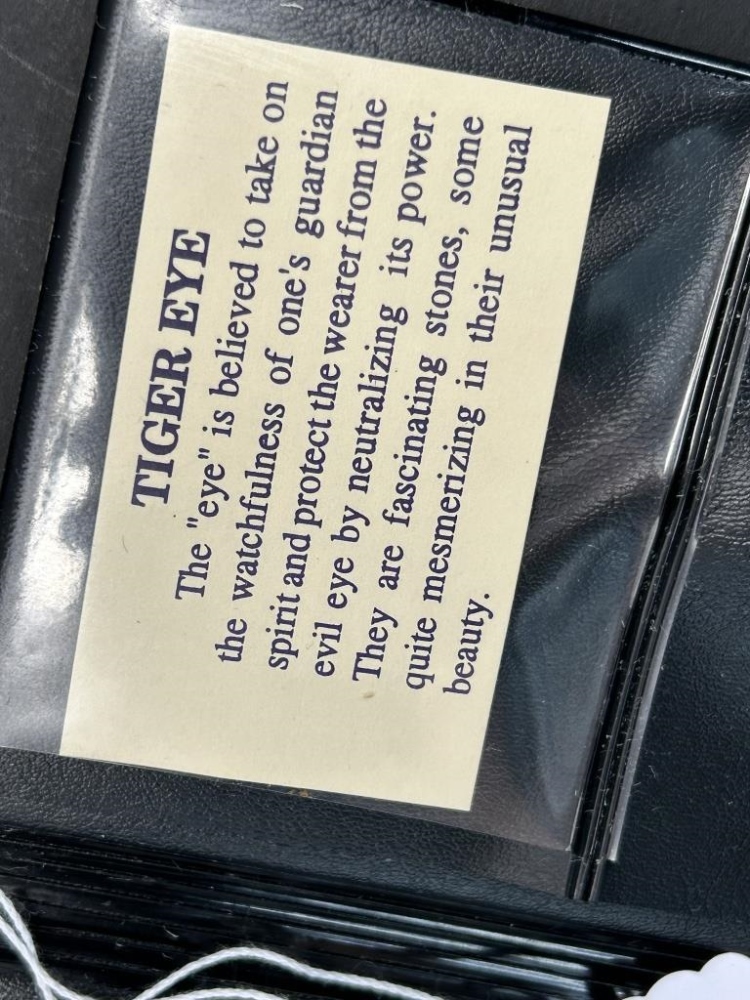 TIGER EYE
The "eye" is believed to take on
the watchfulness of one's guardian
spirit and protect the wearer from the
evil eye by neutralizing its power.
They are fascinating stones, some
quite mesmerizing in their unusual
beauty.